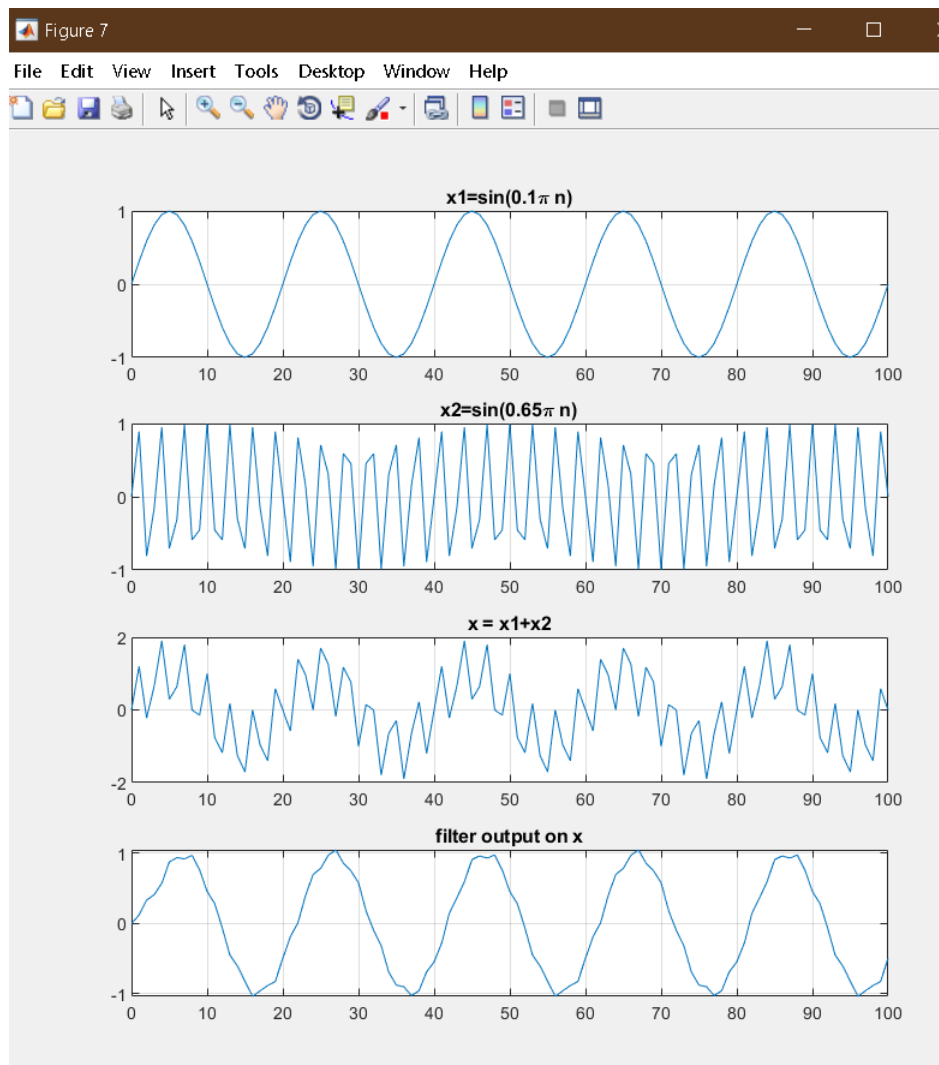 Figure 7
File Edit View Insert Tools Desktop Window Help
x1=sin(0.1π n)
1
0
-1
0 10 20 30 40 50 60 70 80 90 100
x2=sin(0.65π n)
1
0
-1
0 10 20 30 40 50 60 70 80 90 100
x = x1+x2
2
0
-2
0 10 20 30 40 50 60 70 80 90 100
filter output on x
1
0
-1
0 10 20 30 40 50 60 70 80 90 100